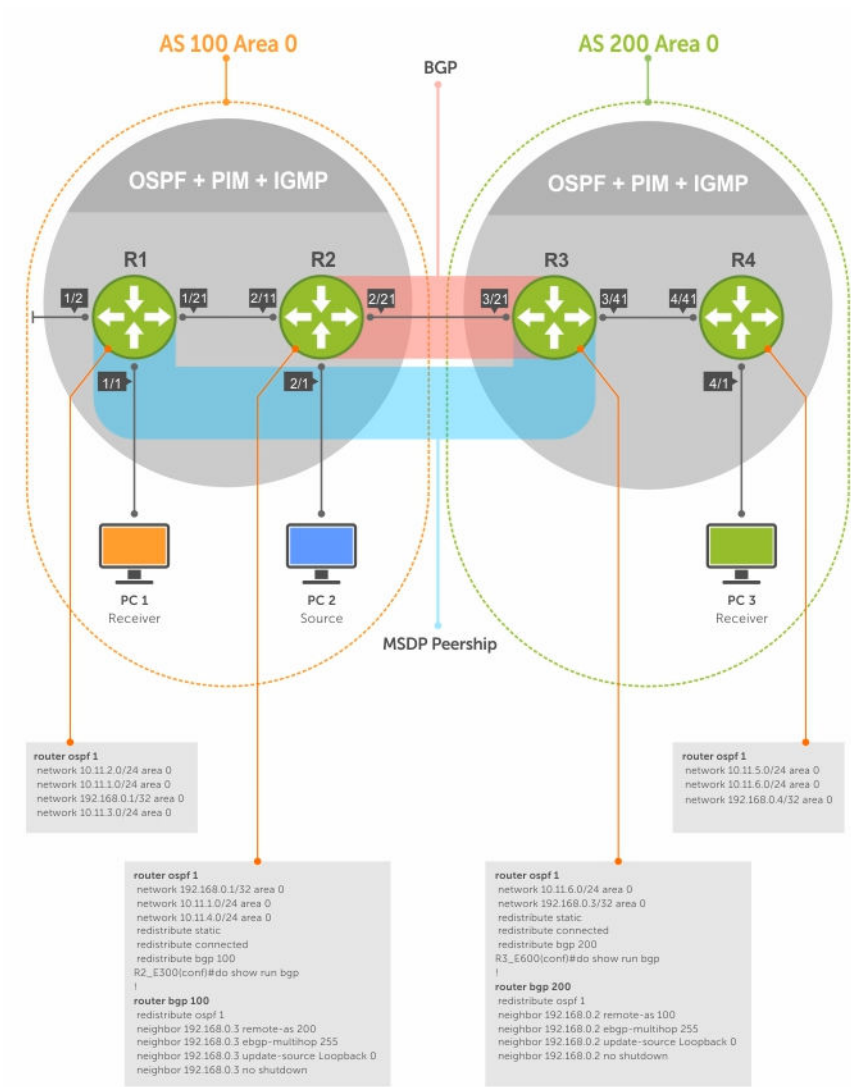 AS 100 Area 0
AS 200 Area 0
BGP
OSPF + PIM + IGMP
OSPF + PIM + IGMP
R1
R2
R3
R4
1/2
1/21
2/11
2/21
3/21
3/41
4/41
1/1
2/1
4/1
PC 1
Receiver
PC 2
Source
PC 3
Receiver
MSDP Peership
router ospf 1
network 10.11.2.0/24 area 0
network 10.11.1.0/24 area 0
network 192.168.0.1/32 area 0
network 10.11.3.0/24 area 0
router ospf 1
network 10.11.5.0/24 area 0
network 10.11.6.0/24 area 0
network 192.168.0.4/32 area 0
router ospf 1
network 192.168.0.1/32 area 0
network 10.11.1.0/24 area 0
network 10.11.4.0/24 area 0
redistribute static
redistribute connected
redistribute bgp 100
R2_E300(conf)#do show run bgp
!
router bgp 100
redistribute ospf 1
neighbor 192.168.0.3 remote-as 200
neighbor 192.168.0.3 ebgp-multihop 255
neighbor 192.168.0.3 update-source Loopback 0
neighbor 192.168.0.3 no shutdown
router ospf 1
network 10.11.6.0/24 area 0
network 192.168.0.3/32 area 0
redistribute static
redistribute connected
redistribute bgp 200
R3_E600(conf)#do show run bgp
!
router bgp 200
redistribute ospf 1
neighbor 192.168.0.2 remote-as 100
neighbor 192.168.0.2 ebgp-multihop 255
neighbor 192.168.0.2 update-source Loopback 0
neighbor 192.168.0.2 no shutdown